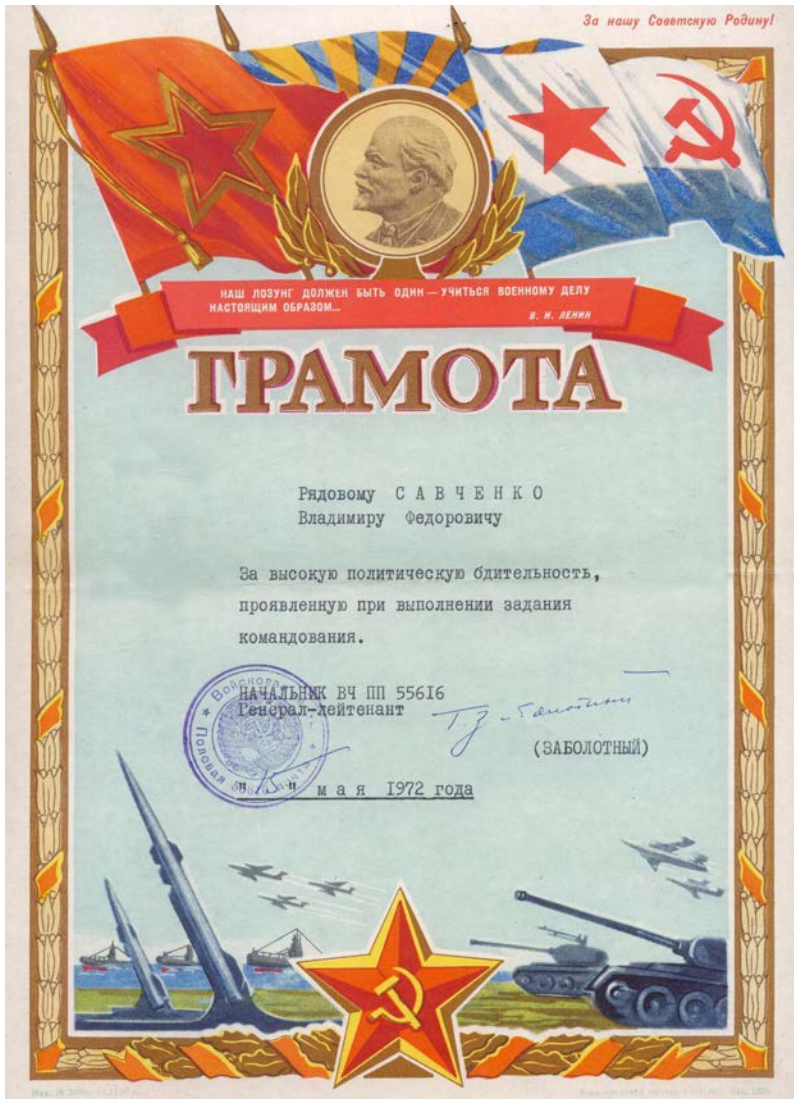 За нашу Советскую Родину!
НАШ ЛОЗУНГ ДОЛЖЕН БЫТЬ ОДИН — УЧИТЬСЯ ВОЕННОМУ ДЕЛУ
НАСТОЯЩИМ ОБРАЗОМ...
В. И. ЛЕНИН
ГРАМОТА
Рядовому САВЧЕНКО
Владимиру Федоровичу
За высокую политическую бдительность,
проявленную при выполнении задания
командования.
НАЧАЛЬНИК ВЧ ПП 55616
Генерал-лейтенант
(ЗАБОЛОТНЫЙ)
" " мая 1972 года
Полевая почта